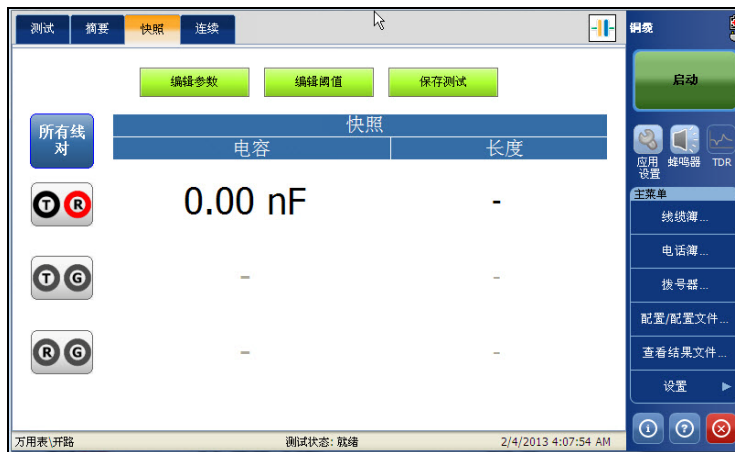 测试 摘要 快照 连续
编辑参数 编辑阈值 保存测试
所有线对
快照
电容 长度
T R 0.00 nF -
T G - -
R G - -
万用表\开路 测试状态: 就绪 2/4/2013 4:07:54 AM
铜缆
启动
应用设置 蜂鸣器 TDR
主菜单
线缆簿...
电话簿...
拨号器...
配置/配置文件...
查看结果文件...
设置